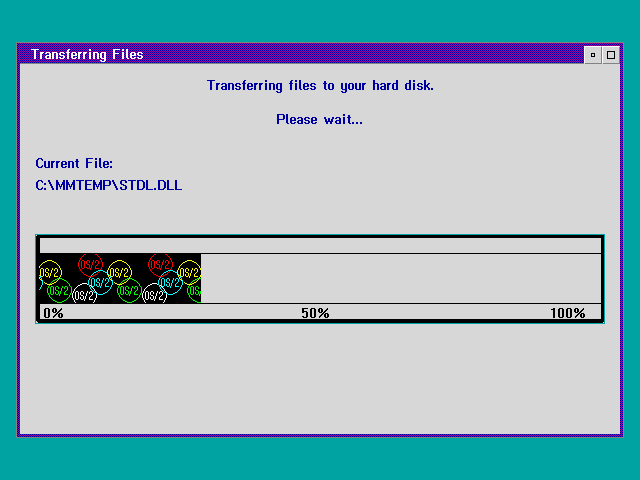 Transferring Files
Transferring files to your hard disk.
Please wait...
Current File:
C:\MMTEMP\STDL.DLL
OS/2 OS/2
OS/2 OS/2 OS/2
OS/2 OS/2
OS/2 OS/2 OS/2 OS/2 OS/
0% 50% 100%